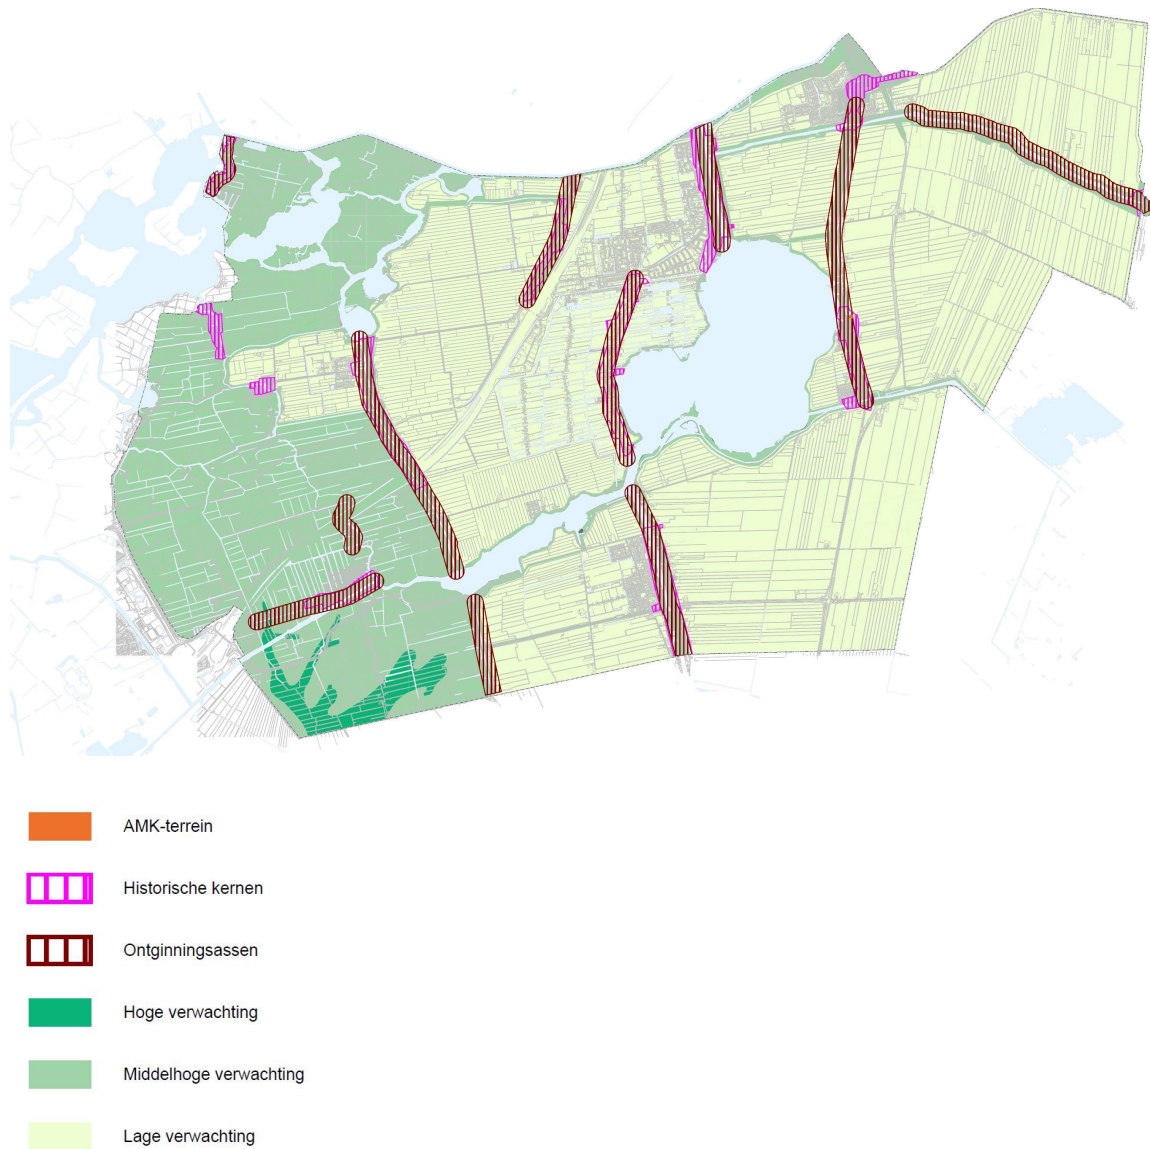 AMK-terrein
Historische kernen
Ontginningsassen
Hoge verwachting
Middelhoge verwachting
Lage verwachting